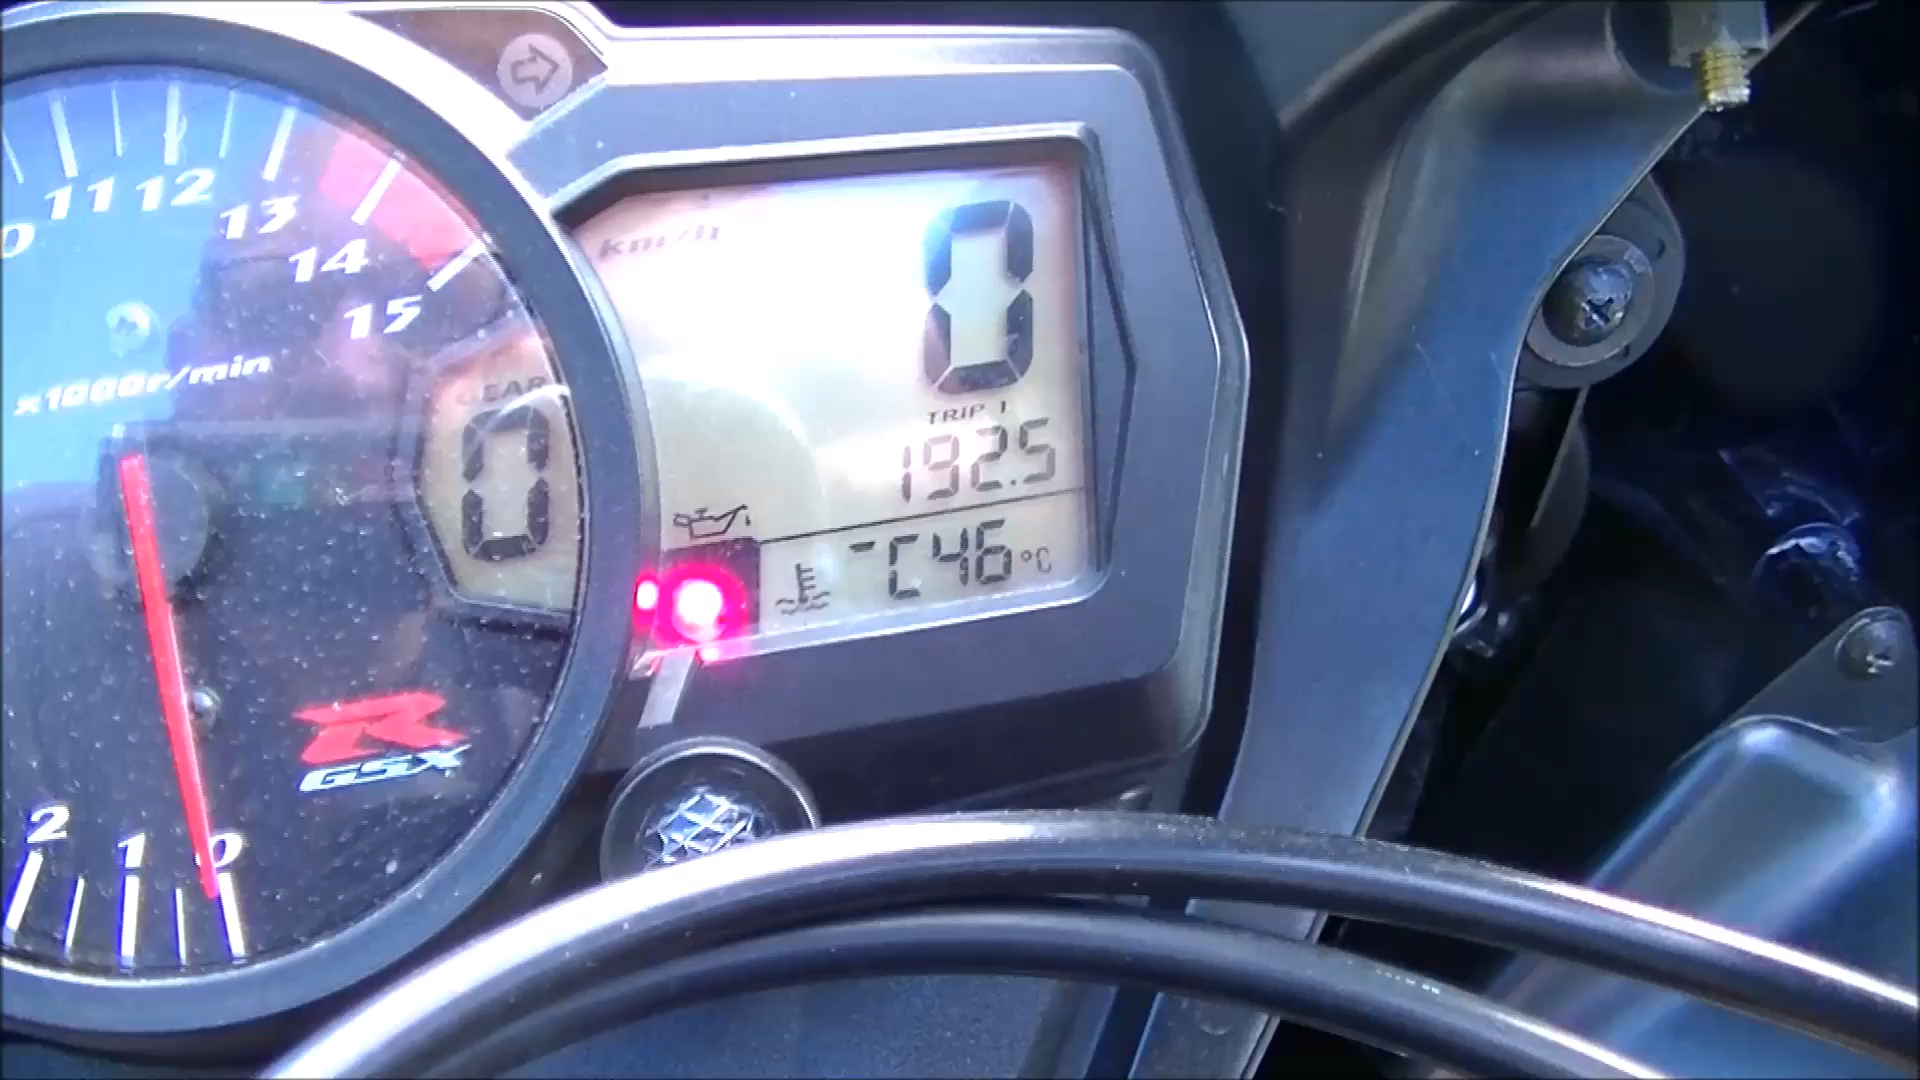 11 12
13
14
15
x1000r/min
GEAR
0
R
GSX
2 1 0
km/h
0
TRIP 1
192.5
-C46 °C